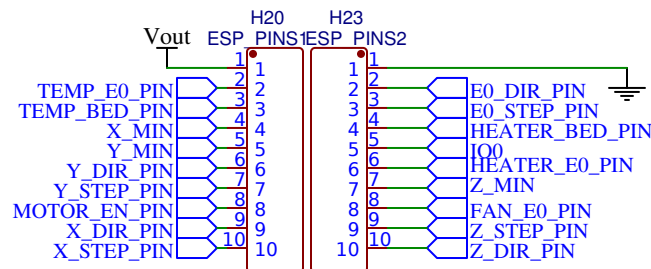 H20 H23
Vout ESP_PINS1 ESP_PINS2
1 1 1 1
TEMP_E0_PIN 2 2 2 2 E0_DIR_PIN
TEMP_BED_PIN 3 3 3 3 E0_STEP_PIN
X_MIN 4 4 4 4 HEATER_BED_PIN
Y_MIN 5 5 5 5 IO0
Y_DIR_PIN 6 6 6 6 HEATER_E0_PIN
Y_STEP_PIN 7 7 7 7 Z_MIN
MOTOR_EN_PIN 8 8 8 8 FAN_E0_PIN
X_DIR_PIN 9 9 9 9 Z_STEP_PIN
X_STEP_PIN 10 10 10 10 Z_DIR_PIN